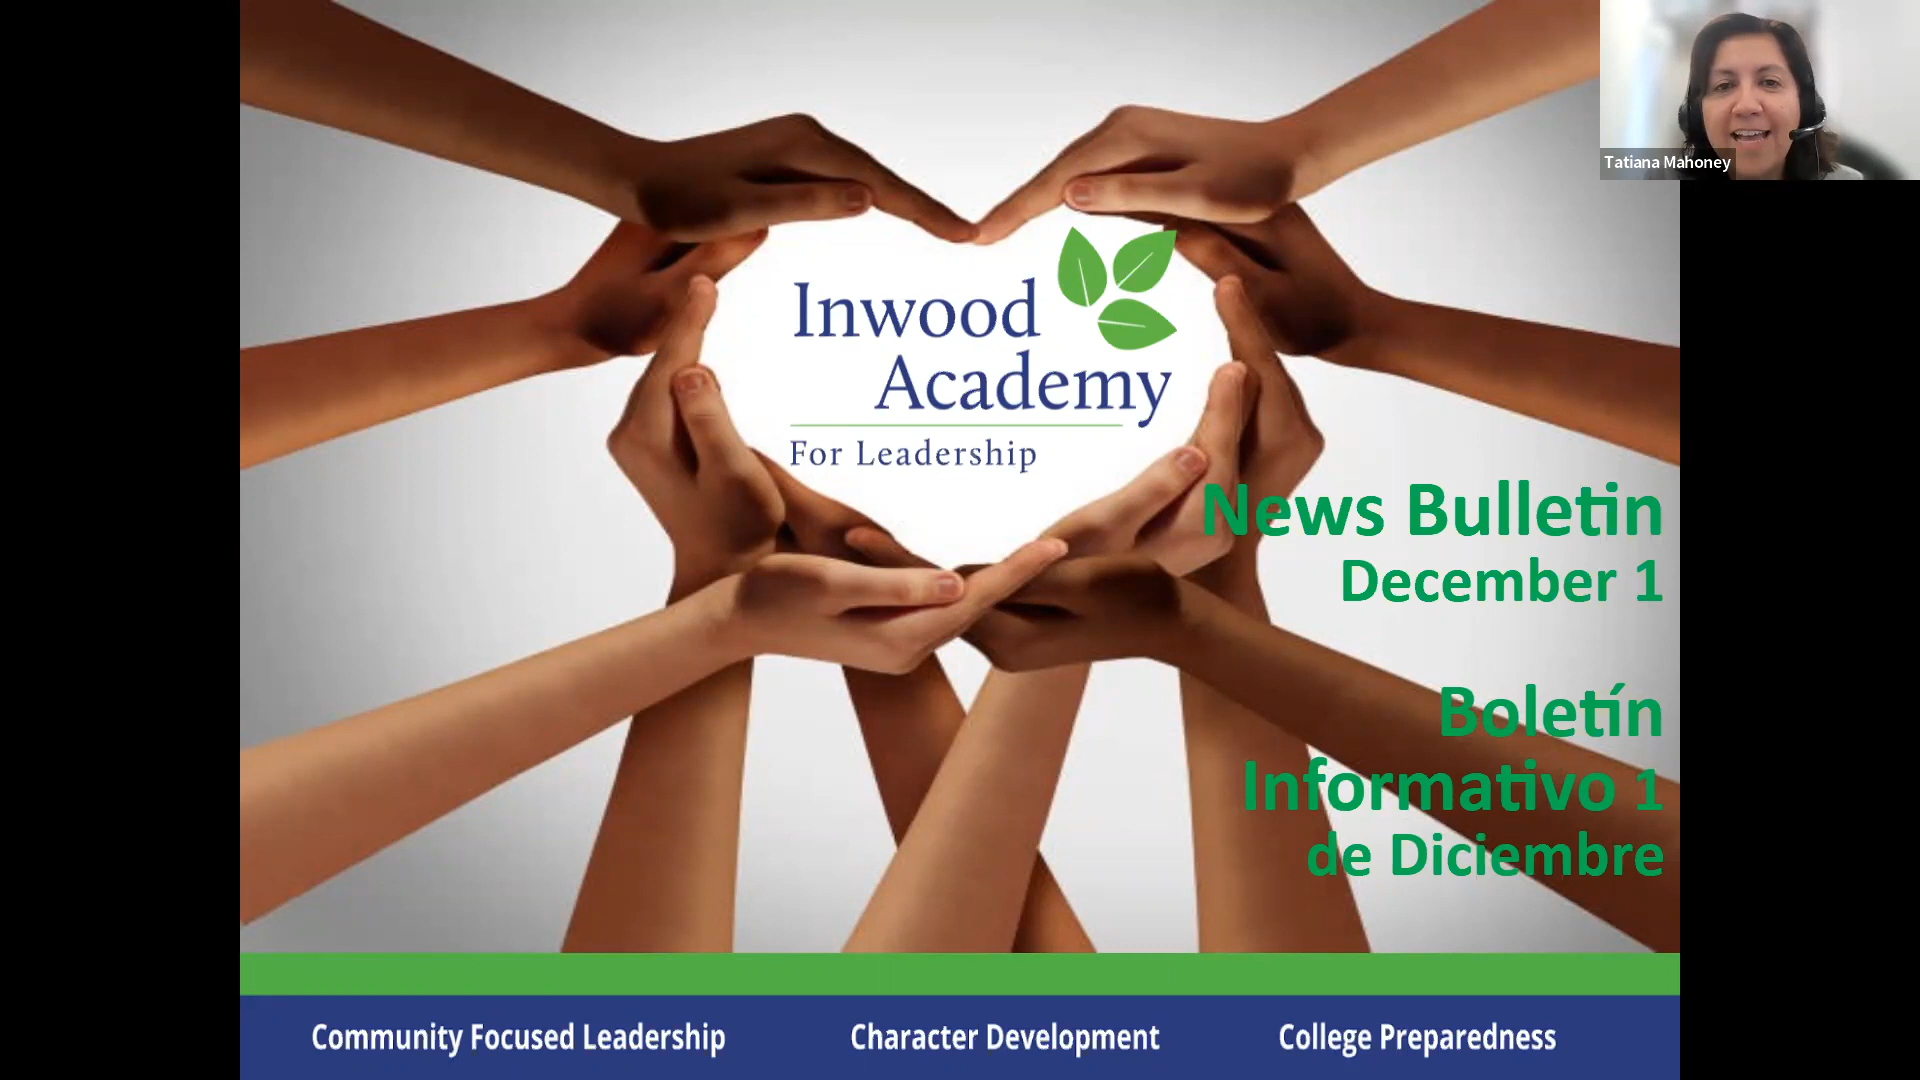 Tatiana Mahoney
Inwood
Academy
For Leadership
News Bulletin
December 1
Boletín
Informativo 1
de Diciembre
Community Focused Leadership
Character Development
College Preparedness